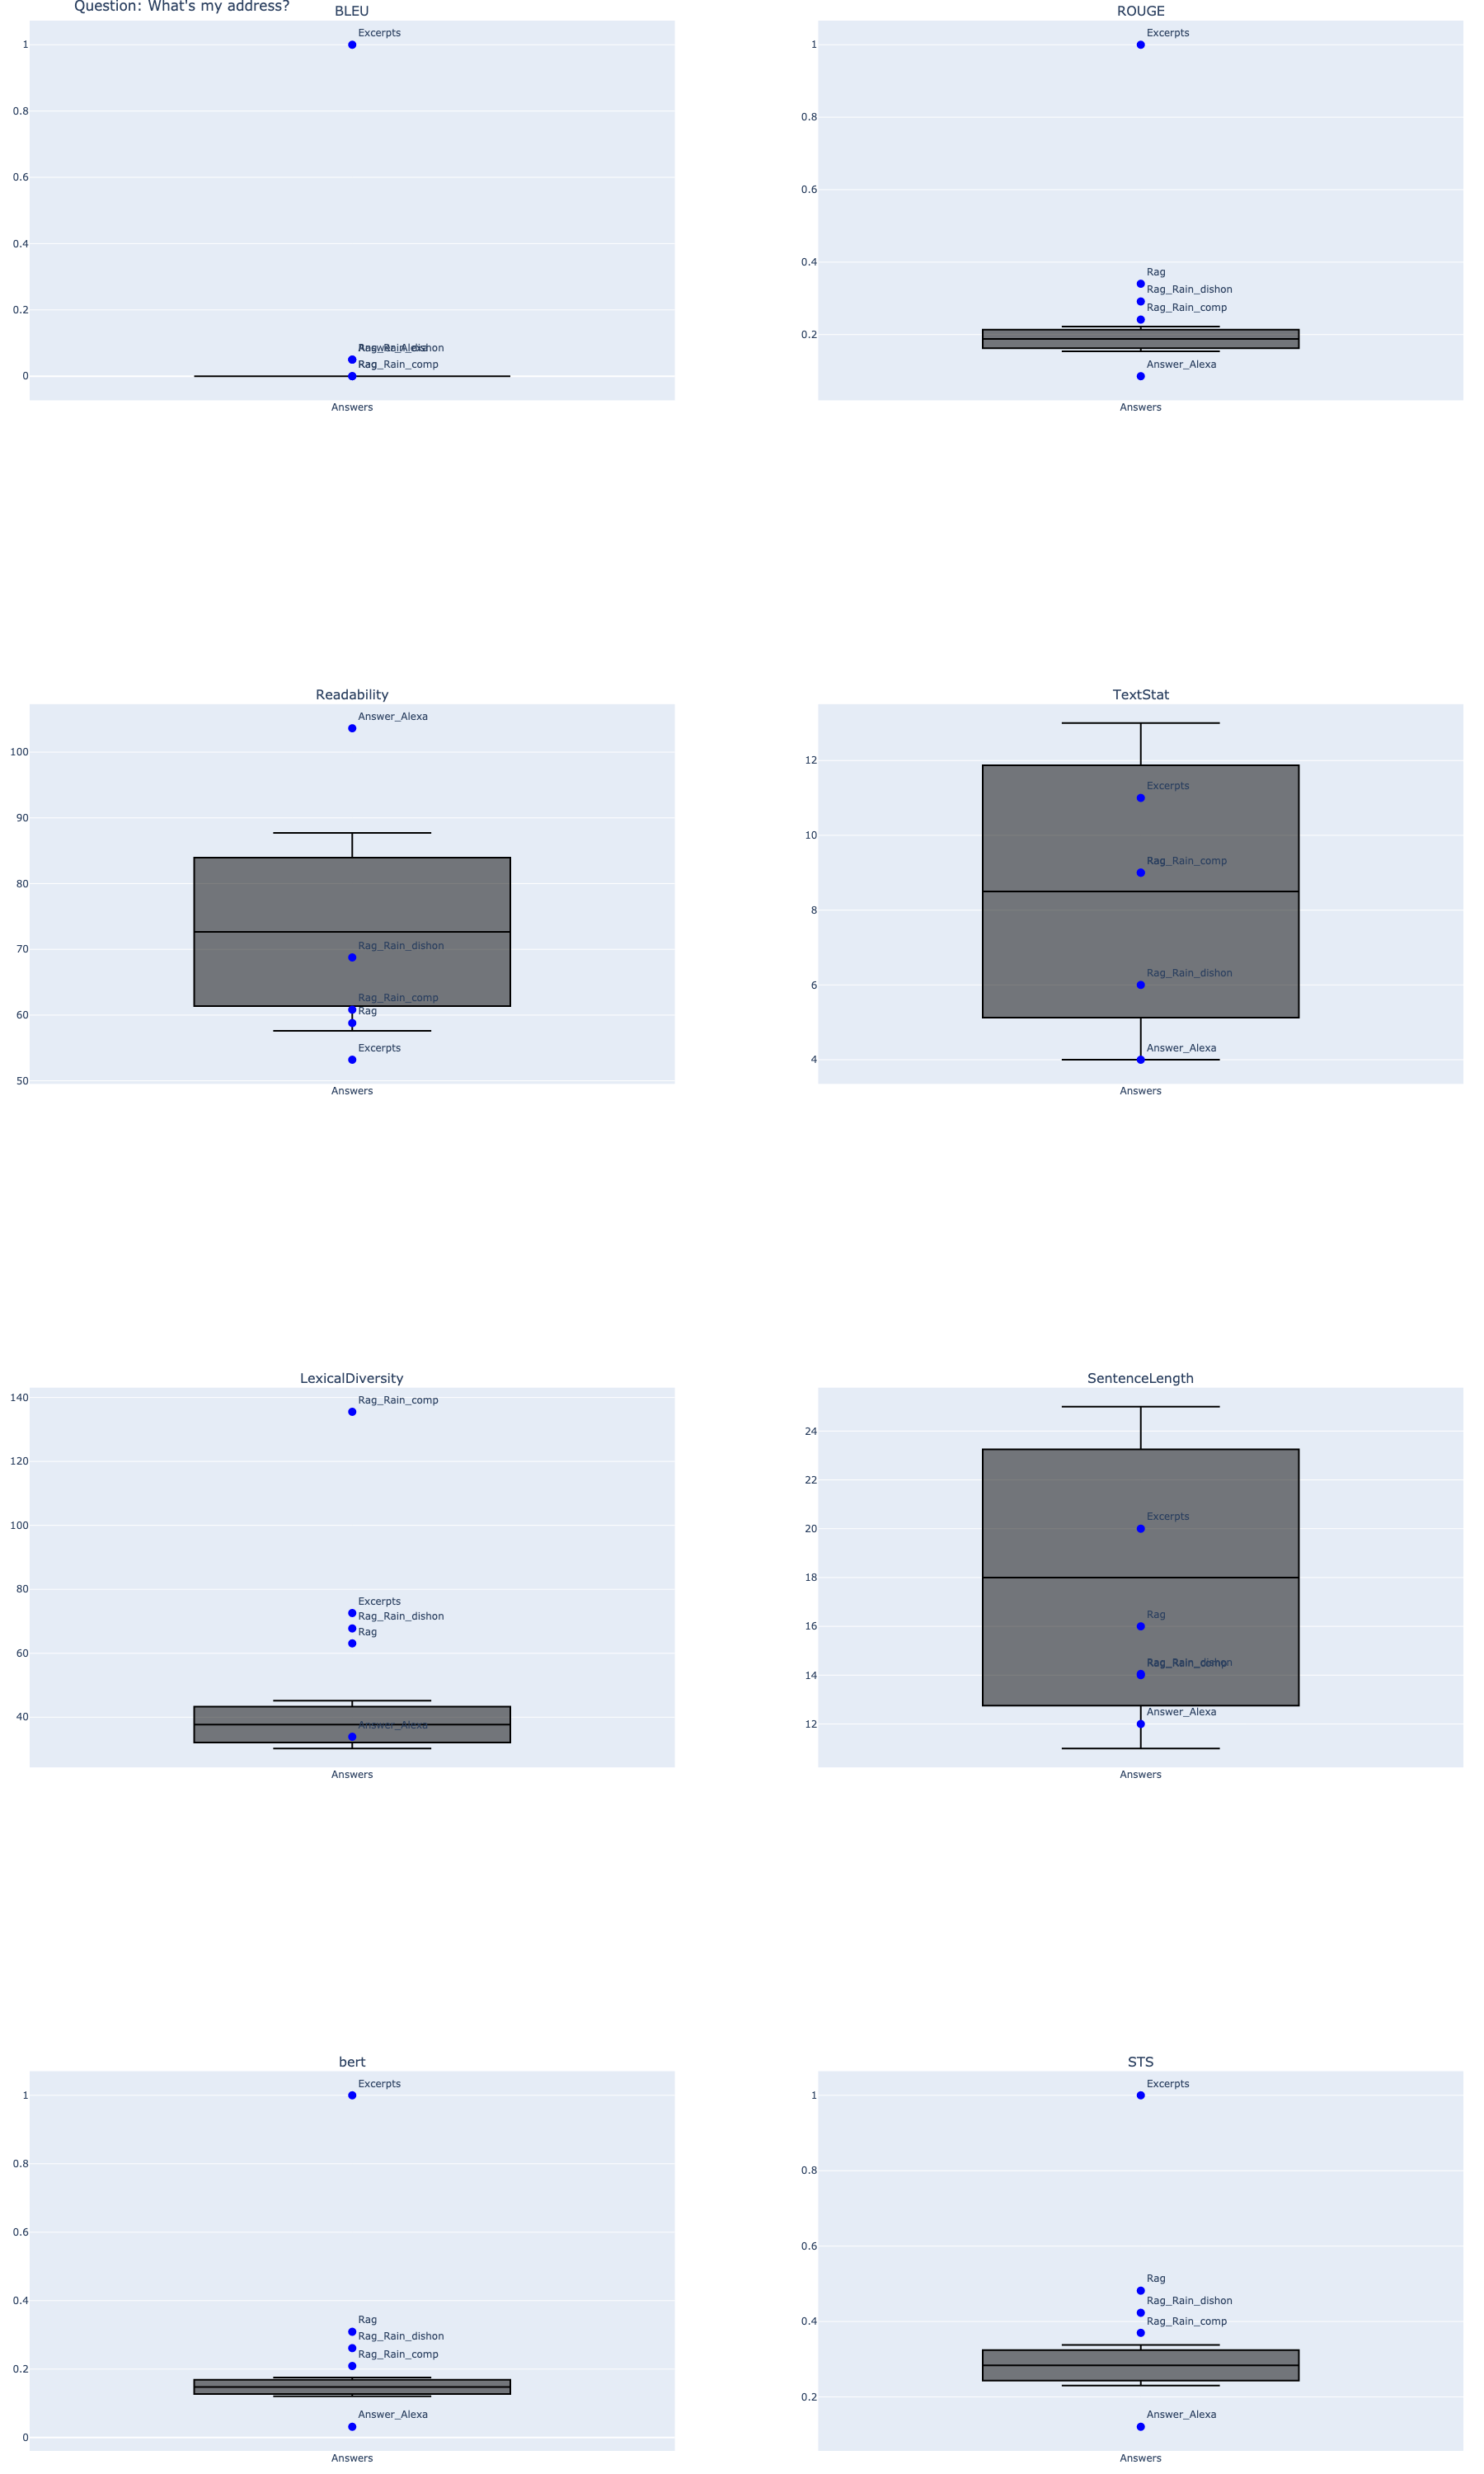 Question: What's my address?
BLEU
1
0.8
0.6
0.4
0.2
0
Excerpts
Rag_Rain_comp
Answers
ROUGE
1
0.8
0.6
0.4
0.2
Excerpts
Rag
Rag_Rain_dishon
Rag_Rain_comp
Answer_Alexa
Answers
Readability
100
90
80
70
60
50
Answer_Alexa
Rag_Rain_dishon
Rag_Rain_comp
Rag
Excerpts
Answers
TextStat
12
10
8
6
4
Excerpts
Rag_Rain_comp
Rag_Rain_dishon
Answer_Alexa
Answers
LexicalDiversity
140
120
100
80
60
40
Rag_Rain_comp
Excerpts
Rag_Rain_dishon
Rag
Answer_Alexa
Answers
SentenceLength
24
22
20
18
16
14
12
Excerpts
Rag
Answer_Alexa
Answers
bert
1
0.8
0.6
0.4
0.2
0
Excerpts
Rag
Rag_Rain_dishon
Rag_Rain_comp
Answer_Alexa
Answers
STS
1
0.8
0.6
0.4
0.2
Excerpts
Rag
Rag_Rain_dishon
Rag_Rain_comp
Answer_Alexa
Answers